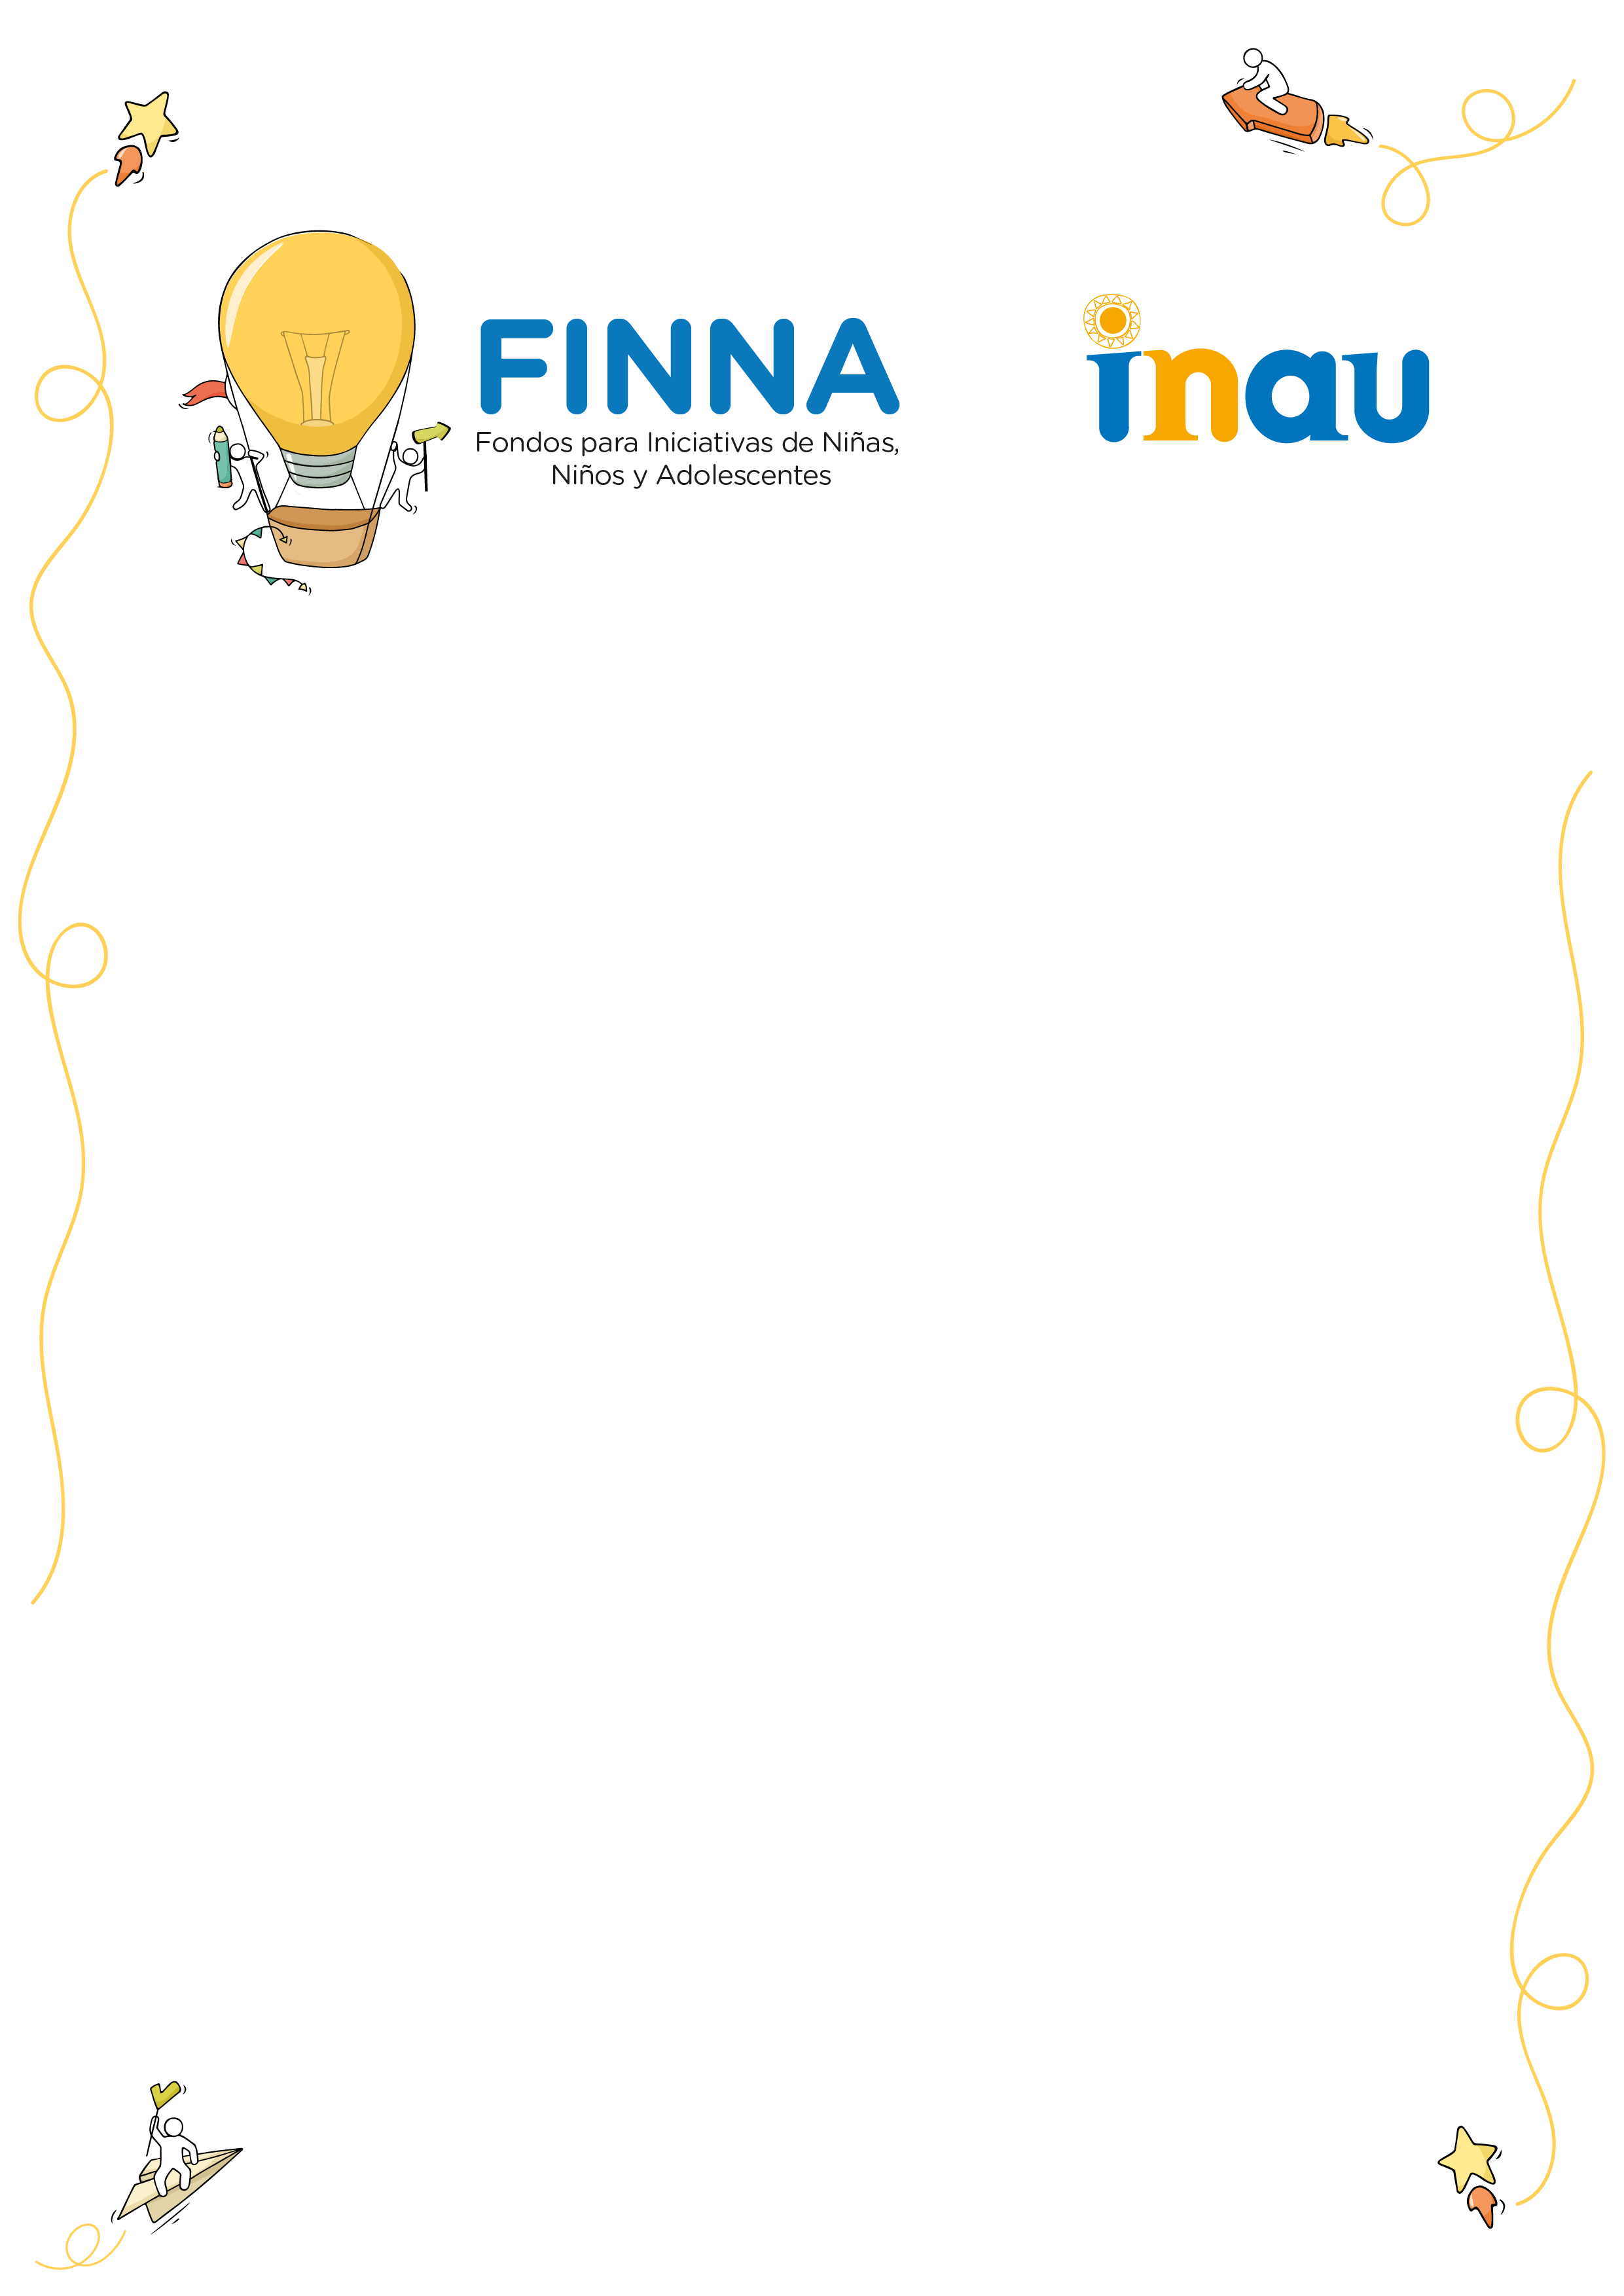 FINNA
Fondos para Iniciativas de Niñas,
Niños y Adolescentes
inau